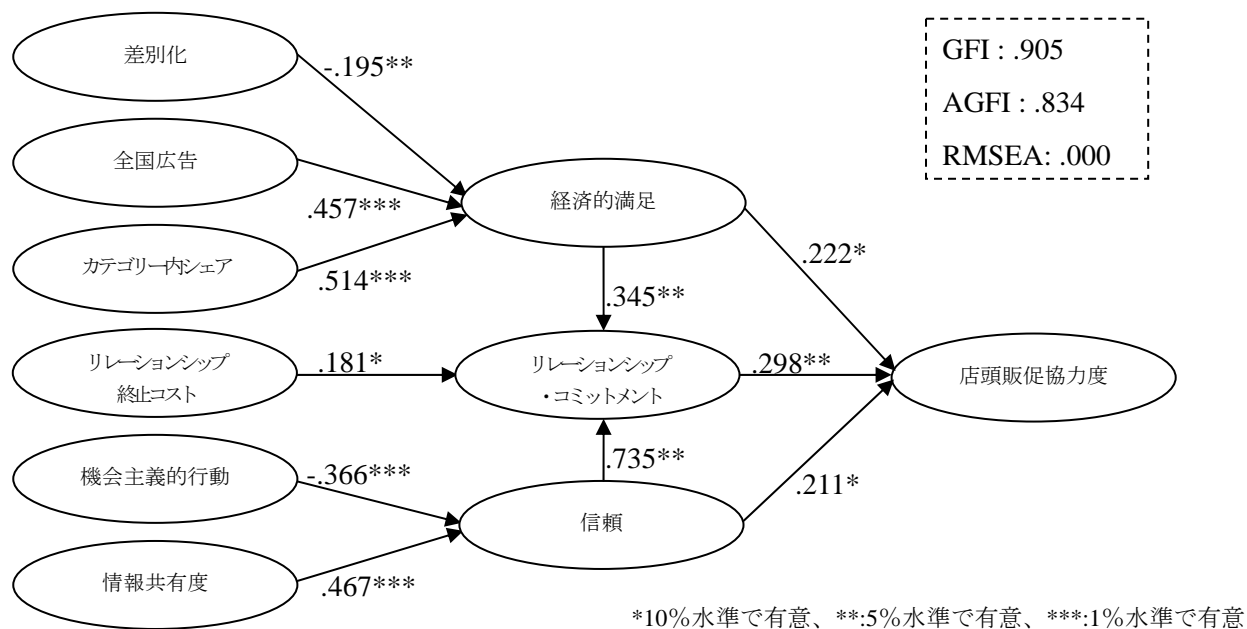 差別化
-.195**
全国広告
.457***
カテゴリー内シェア
.514***
経済的満足
.222*
.345**
リレーションシップ
終止コスト
.181*
リレーションシップ
・コミットメント
.298**
店頭販促協力度
機会主義的行動
-.366***
.735**
.211*
信頼
情報共有度
.467***
GFI : .905
AGFI : .834
RMSEA: .000
*10%水準で有意、**:5%水準で有意、***:1%水準で有意